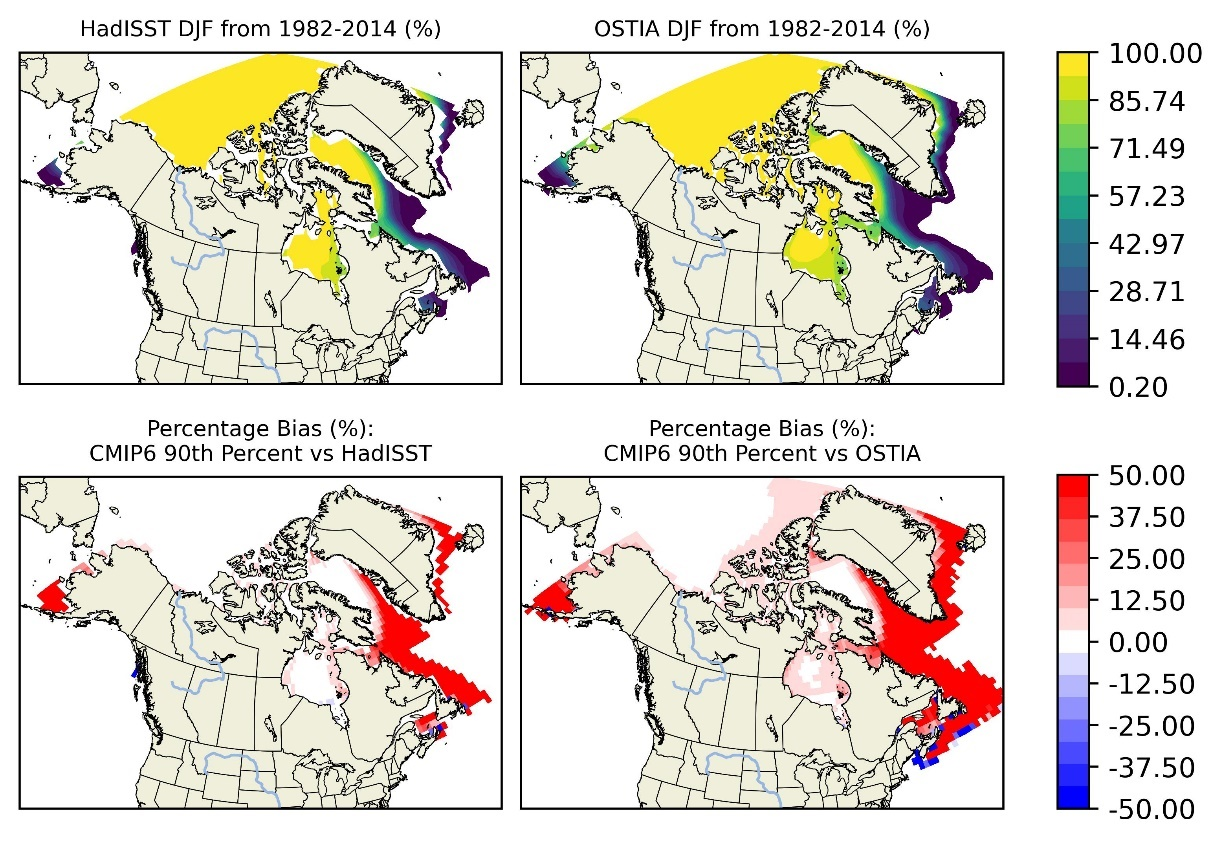 HadISST DJF from 1982-2014 (%)
OSTIA DJF from 1982-2014 (%)
100.00
85.74
71.49
57.23
42.97
28.71
14.46
0.20
Percentage Bias (%):
CMIP6 90th Percent vs HadISST
Percentage Bias (%):
CMIP6 90th Percent vs OSTIA
50.00
37.50
25.00
12.50
0.00
-12.50
-25.00
-37.50
-50.00